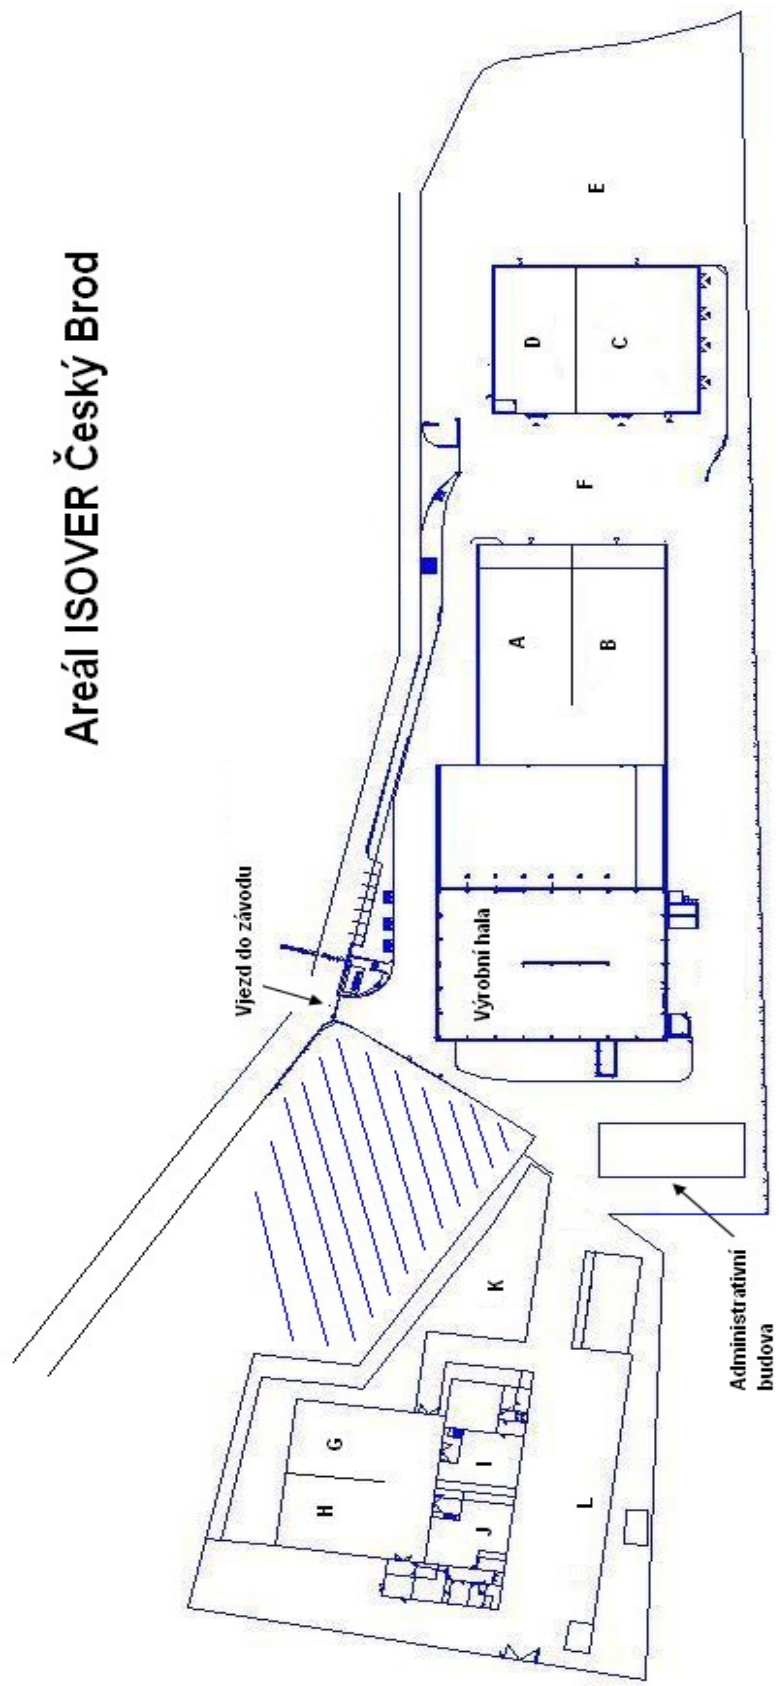 Areál ISOVER Český Brod
Vjezd do závodu
E
D
C
F
A
B
Výrobní hala
Administrativní
budova
K
G
H
I
J
L